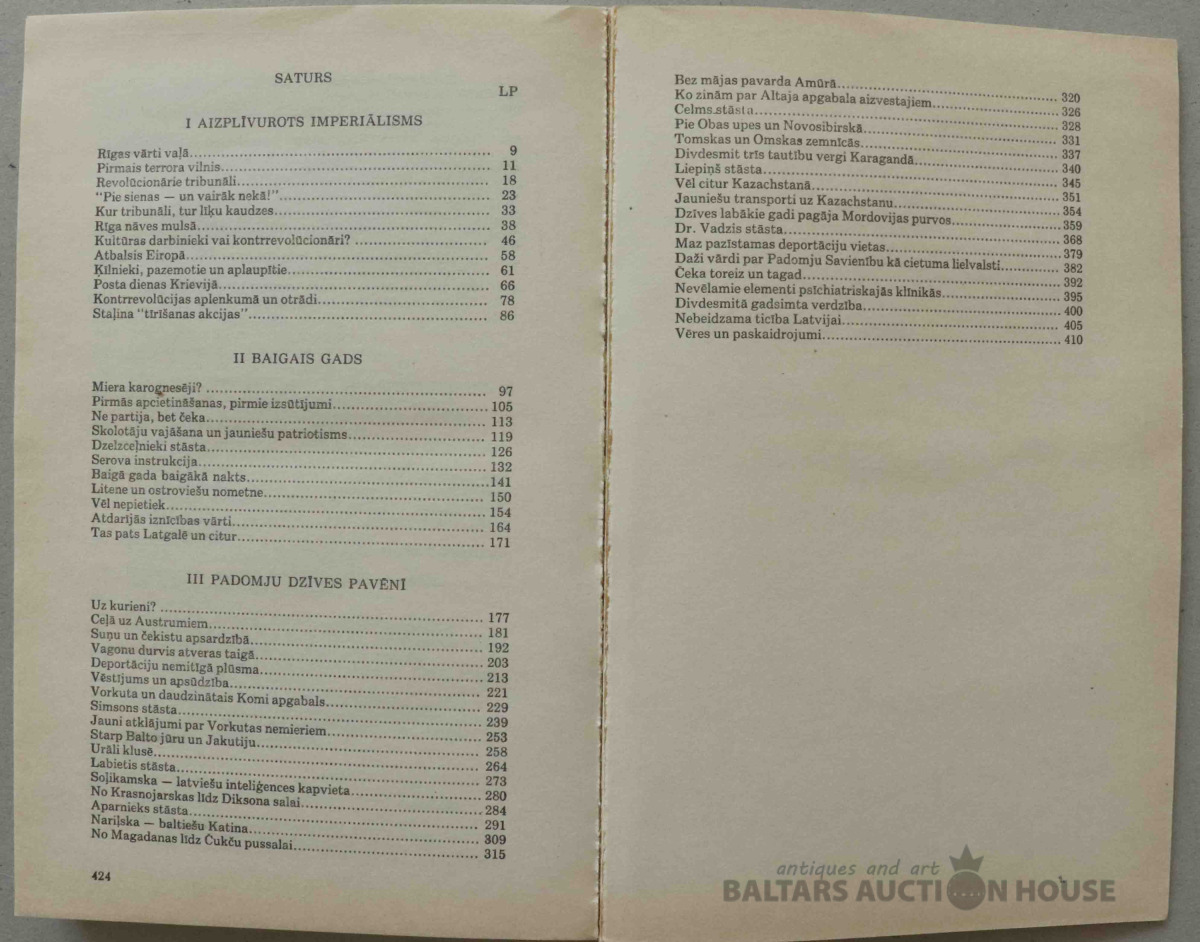 SATURS
LP
I AIZPLĪVUROTS IMPERIĀLISMS
Rīgas vārti vaļā 9
Pirmais terrora vilnis 11
Revolūcionārie tribunāli 18
"Pie sienas — un vairāk nekā!" 23
Kur tribunāli, tur līķu kaudzes 33
Rīga nāves mulsā 38
Kultūras darbinieki vai kontrrevolūcionāri? 46
Atbalsis Eiropā 58
Ķīlnieki, pazemotie un aplaupītie 61
Posta dienas Krievijā 66
Kontrrevolūcijas aplenkumā un otrādi 78
Staļina "tīrīšanas akcijas" 86
II BAIGAIS GADS
Miera karognesēji? 97
Pirmās apcietināšanas, pirmie izsūtījumi 105
Ne partija, bet čeka 113
Skolotāju vajāšana un jauniešu patriotisms 119
Dzelzceļnieki stāsta 126
Serova instrukcija 132
Baigā gada baigākā nakts 141
Litene un ostroviešu nometne 150
Vēl nepietiek 154
Atdarījās iznīcības vārti 164
Tas pats Latgalē un citur 171
III PADOMJU DZĪVES PAVĒNĪ
Uz kurieni? 177
Ceļā uz Austrumiem 181
Suņu un čekistu apsardzībā 192
Vagonu durvis atveras taigā 203
Deportāciju nemitīgā plūsma 213
Vēstījums un apsūdzība 221
Vorkuta un daudzinātais Komi apgabals 229
Simsons stāsta 239
Jauni atklājumi par Vorkutas nemieriem 253
Starp Balto jūru un Jakutiju 258
Urāli klusē 264
Labietis stāsta 273
Soļikamska — latviešu inteliģences kapvieta 280
No Krasnojarskas līdz Diksona salai 284
Aparnieks stāsta 291
Nariļska — baltiešu Katina 309
No Magadanas līdz Čukču pussalai 315
424
Bez mājas pavarda Amūrā 320
Ko zinām par Altaja apgabala aizvestajiem 326
Celms stāsta 328
Pie Obas upes un Novosibirskā 331
Tomskas un Omskas zemnīcās 337
Divdesmit trīs tautību vergi Karagandā 340
Liepiņš stāsta 345
Vēl citur Kazachstanā 351
Jauniešu transporti uz Kazachstanu 354
Dzīves labākie gadi pagāja Mordovijas purvos 359
Dr. Vadzis stāsta 368
Maz pazīstamas deportāciju vietas 379
Daži vārdi par Padomju Savienību kā cietuma lielvalsti 382
Čeka toreiz un tagad 392
Nevēlamie elementi psīchiatriskajās klīnikās 395
Divdesmitā gadsimta verdzība 400
Nebeidzama ticība Latvijai 405
Vēres un paskaidrojumi 410
antiques and art
BALTARS AUCTION HOUSE